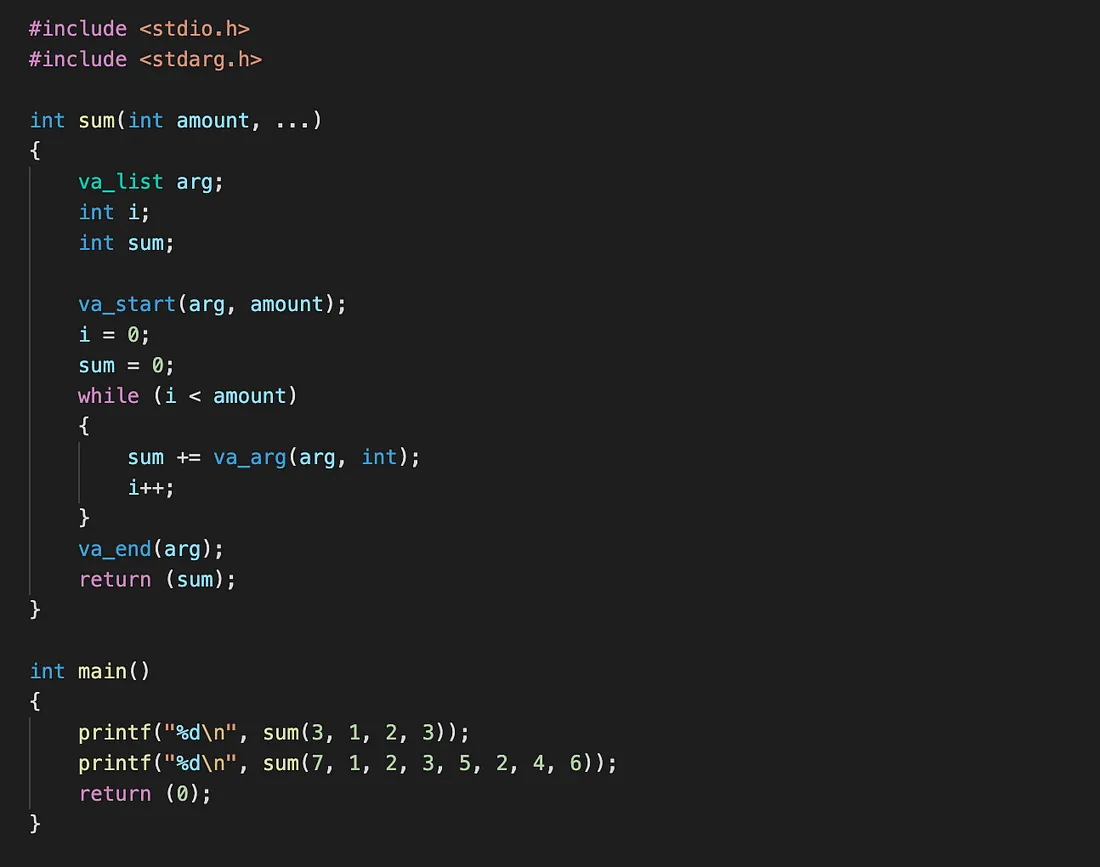 #include <stdio.h>
#include <stdarg.h>

int sum(int amount, ...)
{
    va_list arg;
    int i;
    int sum;

    va_start(arg, amount);
    i = 0;
    sum = 0;
    while (i < amount)
    {
        sum += va_arg(arg, int);
        i++;
    }
    va_end(arg);
    return (sum);
}

int main()
{
    printf("%d\n", sum(3, 1, 2, 3));
    printf("%d\n", sum(7, 1, 2, 3, 5, 2, 4, 6));
    return (0);
}